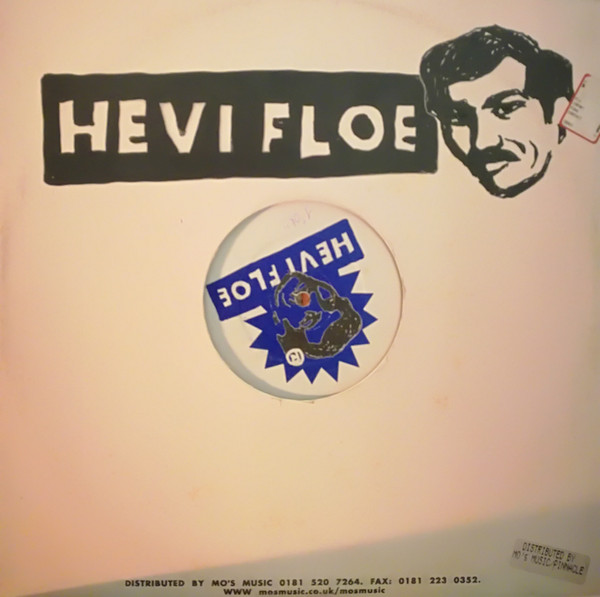 HEVI FLOE
HEVI FLOE
DISTRIBUTED BY
MO'S MUSIC/PINNACLE
DISTRIBUTED BY MO'S MUSIC 0181 520 7264. FAX: 0181 223 0352.
WWW mosmusic.co.uk/mosmusic